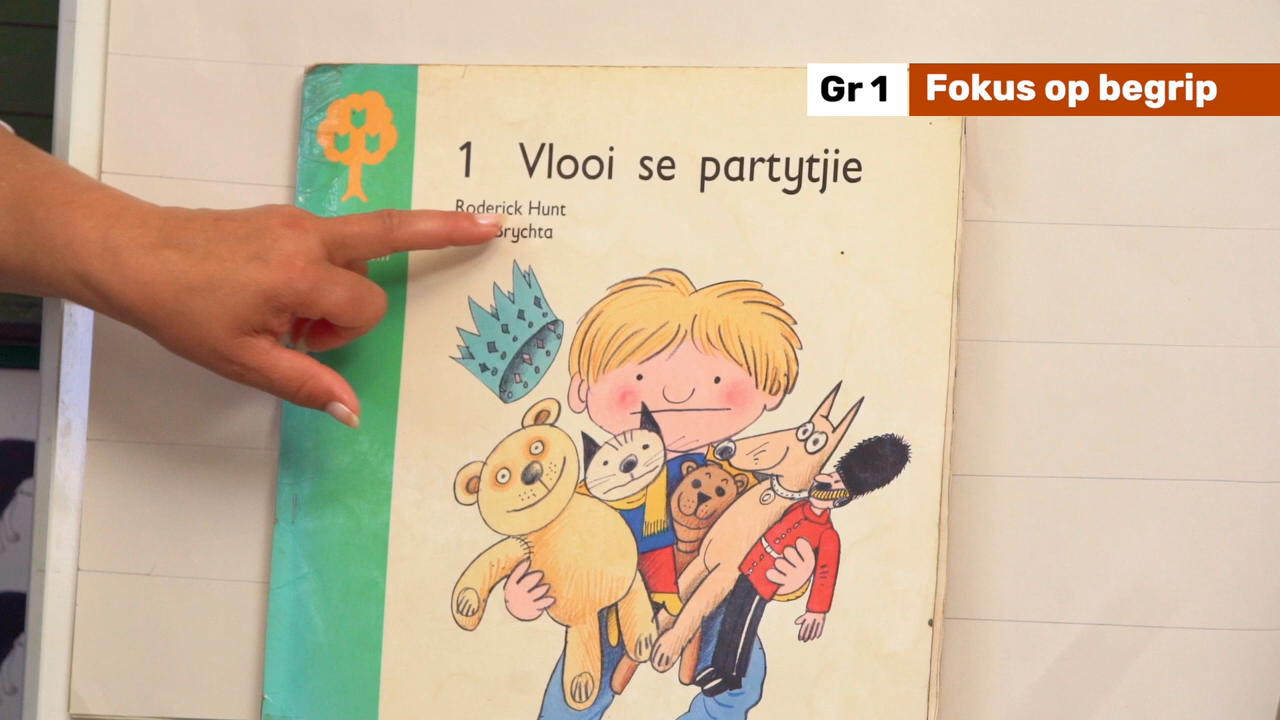 Gr 1 Fokus op begrip
1 Vlooi se partytjie
Roderick Hunt
Brychta